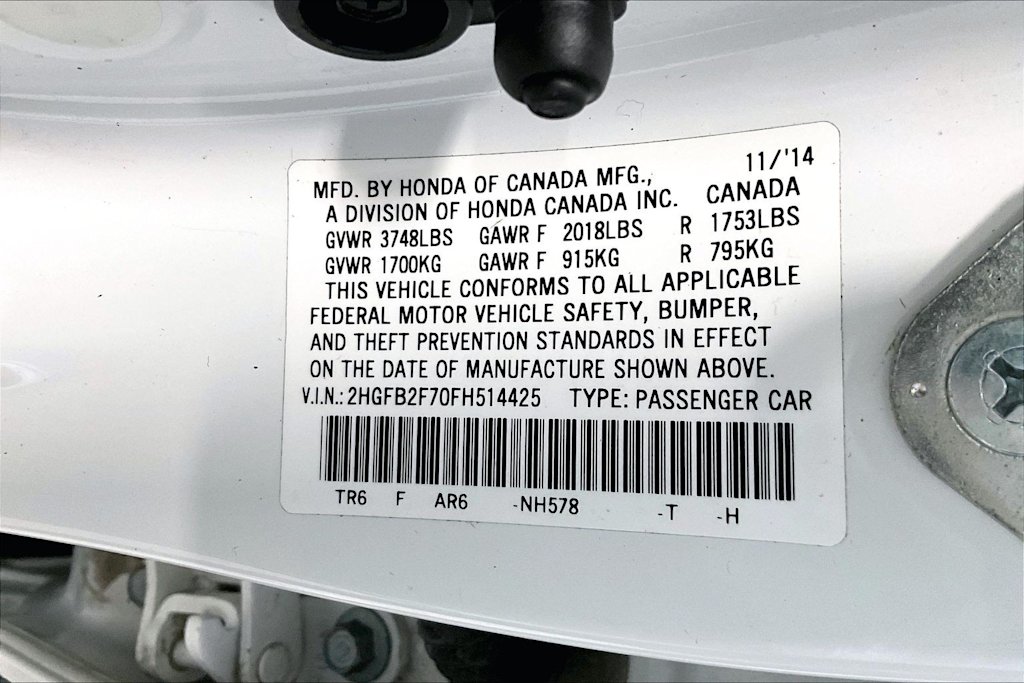 11/'14
MFD. BY HONDA OF CANADA MFG.,
A DIVISION OF HONDA CANADA INC. CANADA
GVWR 3748LBS GAWR F 2018LBS R 1753LBS
GVWR 1700KG GAWR F 915KG R 795KG
THIS VEHICLE CONFORMS TO ALL APPLICABLE
FEDERAL MOTOR VEHICLE SAFETY, BUMPER,
AND THEFT PREVENTION STANDARDS IN EFFECT
ON THE DATE OF MANUFACTURE SHOWN ABOVE.
V.I.N.: 2HGFB2F70FH514425 TYPE: PASSENGER CAR
TR6 F AR6 -NH578 -T -H